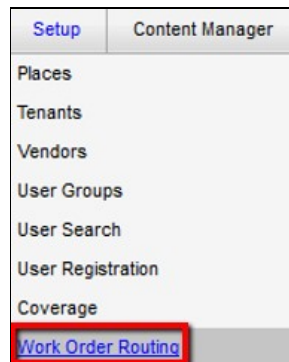 Setup Content Manager
Places
Tenants
Vendors
User Groups
User Search
User Registration
Coverage
Work Order Routing